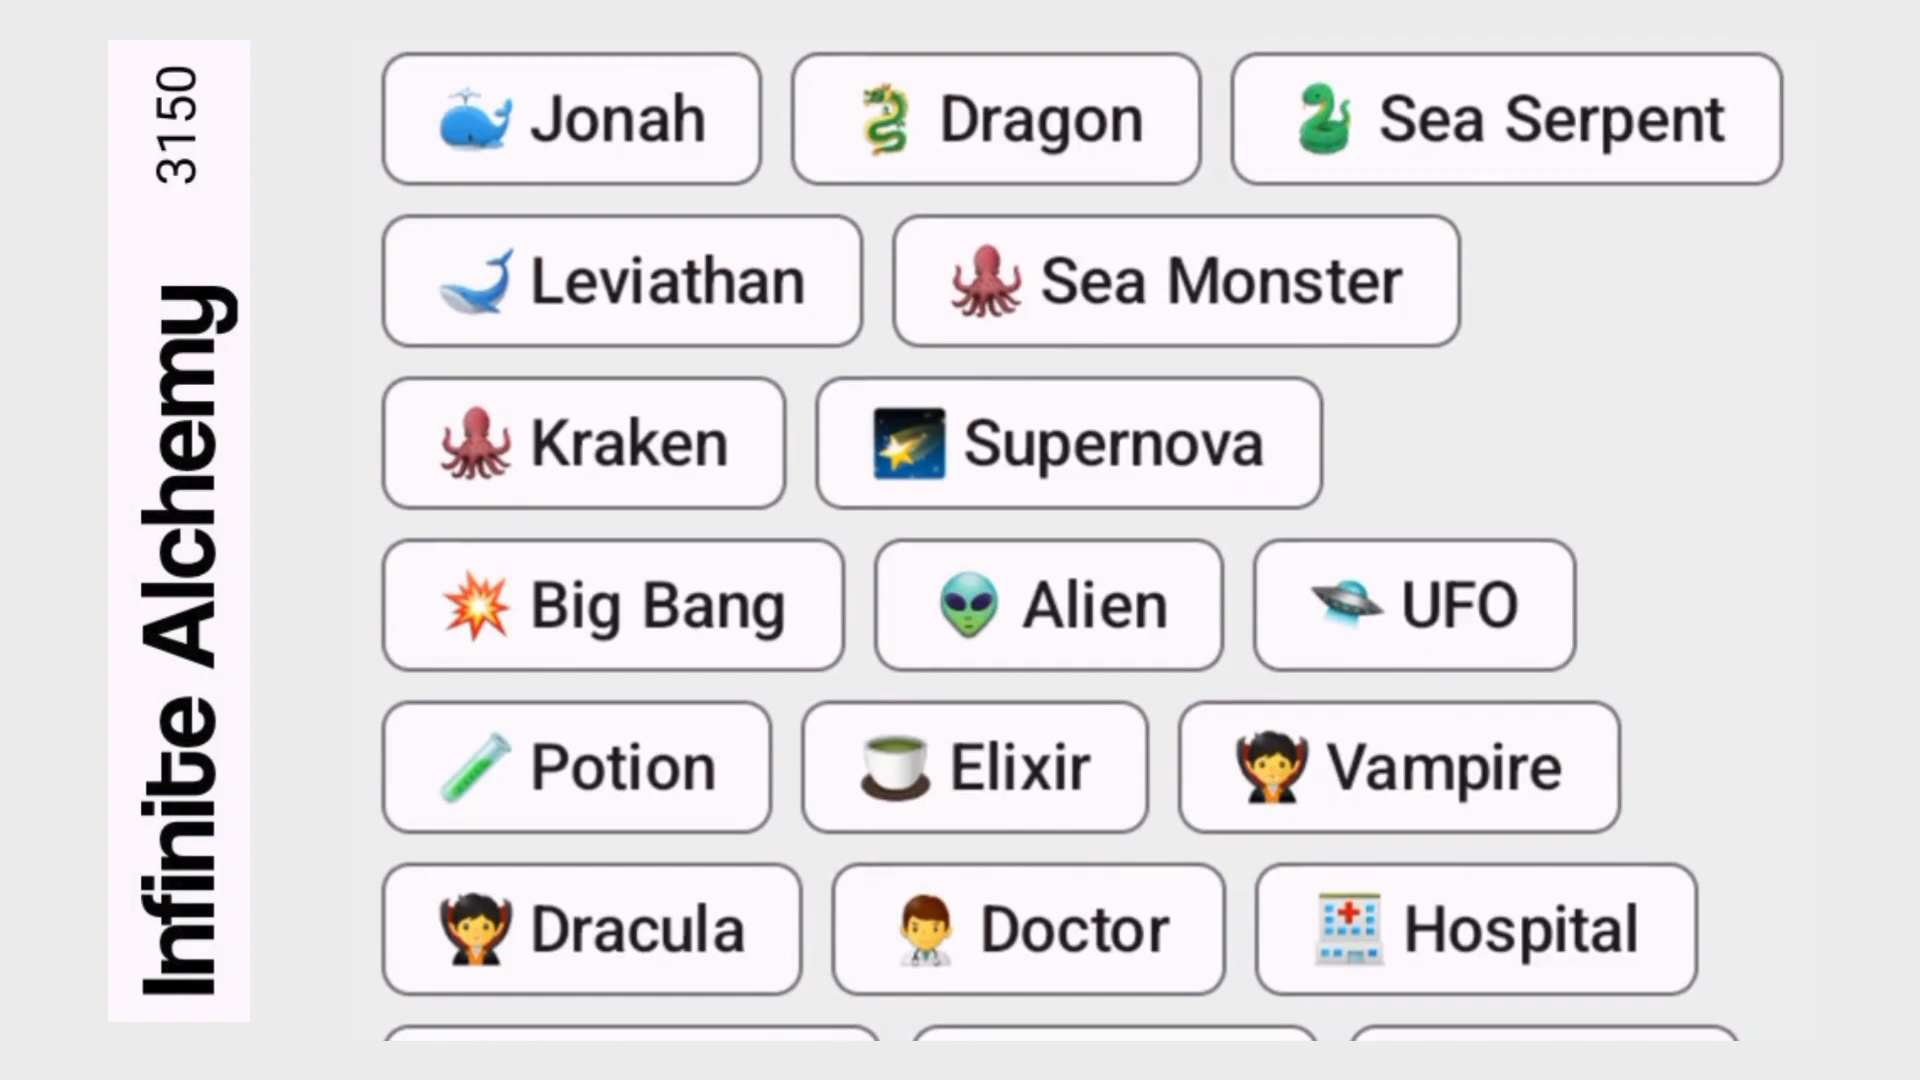 Infinite Alchemy 3150
Jonah Dragon Sea Serpent
Leviathan Sea Monster
Kraken Supernova
Big Bang Alien UFO
Potion Elixir Vampire
Dracula Doctor Hospital